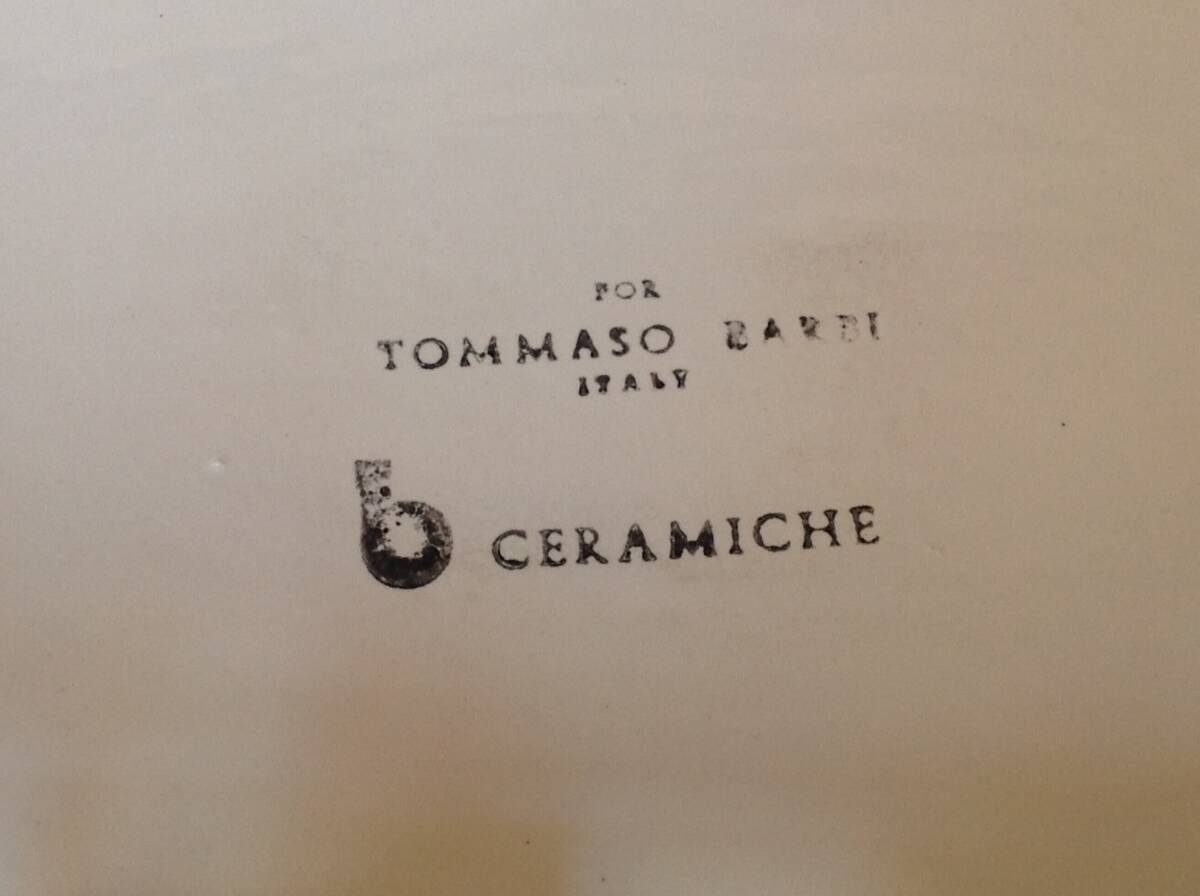 FOR
TOMMASO BARBI
ITALY
b CERAMICHE